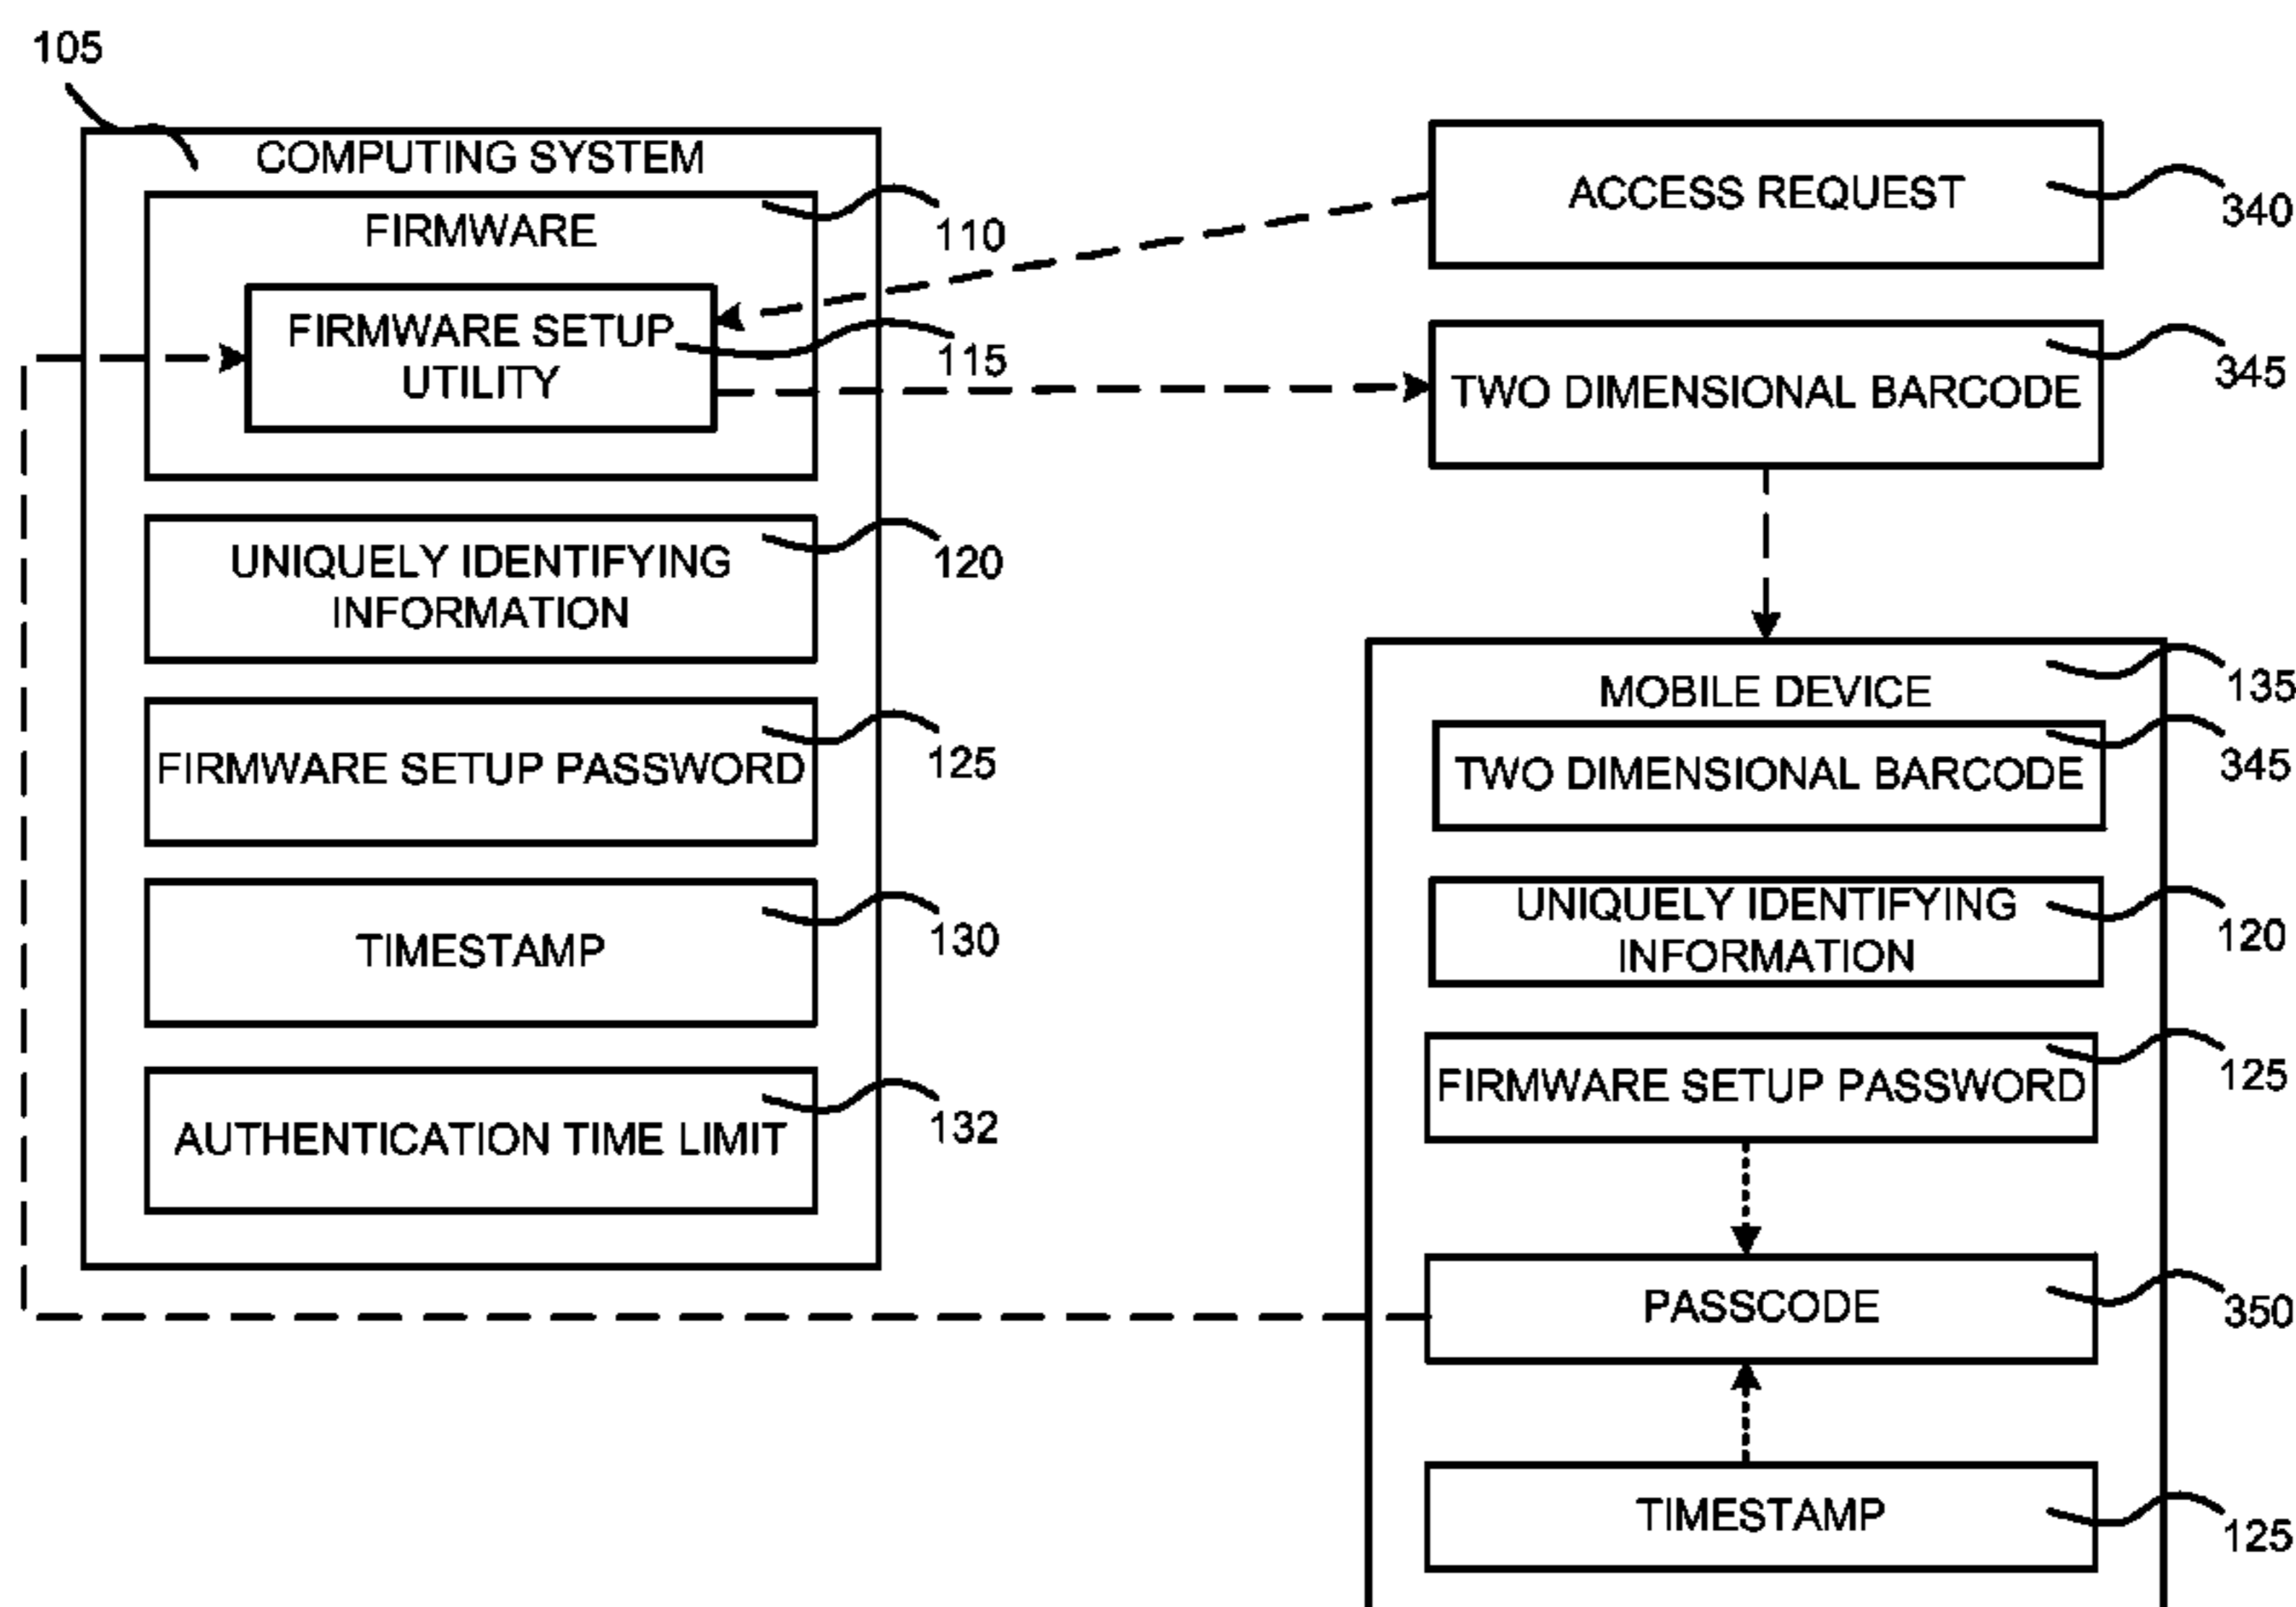 105
COMPUTING SYSTEM
FIRMWARE
110
FIRMWARE SETUP
UTILITY
115
UNIQUELY IDENTIFYING
INFORMATION
120
FIRMWARE SETUP PASSWORD
125
TIMESTAMP
130
AUTHENTICATION TIME LIMIT
132
ACCESS REQUEST
340
TWO DIMENSIONAL BARCODE
345
MOBILE DEVICE
135
TWO DIMENSIONAL BARCODE
345
UNIQUELY IDENTIFYING
INFORMATION
120
FIRMWARE SETUP PASSWORD
125
PASSCODE
350
TIMESTAMP
125